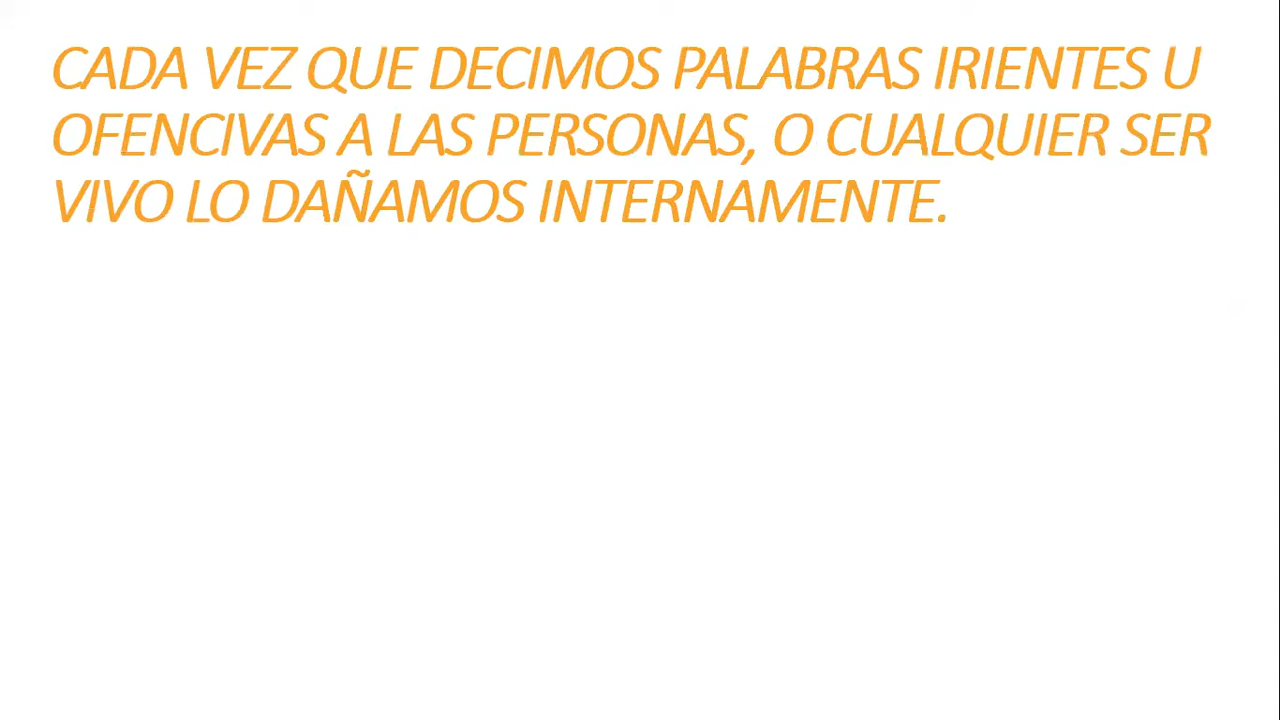 CADA VEZ QUE DECIMOS PALABRAS IRIENTES U
OFENCIVAS A LAS PERSONAS, O CUALQUIER SER
VIVO LO DAÑAMOS INTERNAMENTE.